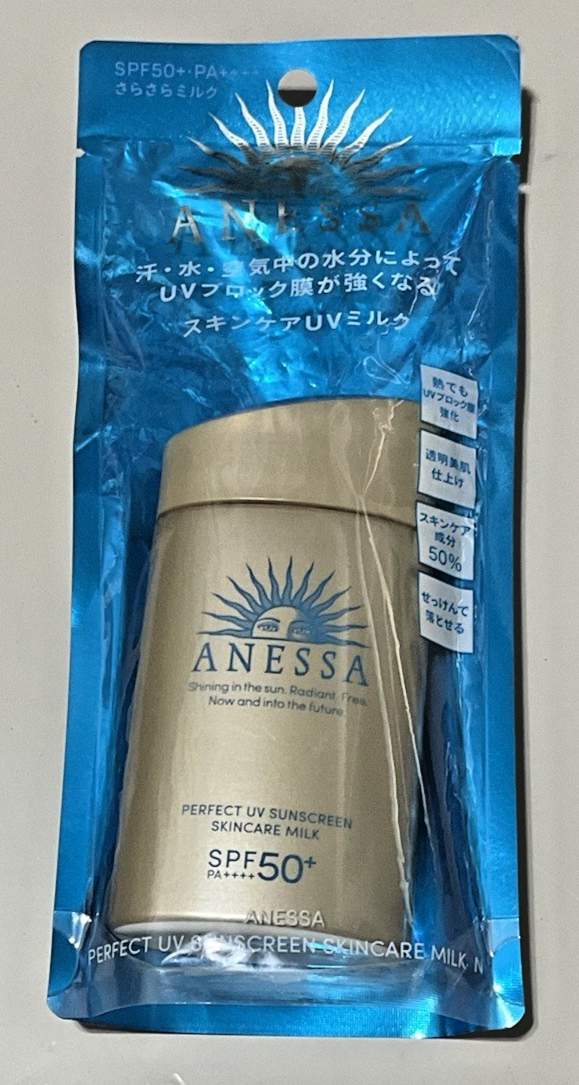 SPF50+・PA++++
さらさらミルク
ANESSA
汗・水・空気中の水分によって
UVブロック膜が強くなる
スキンケアUVミルク
熱でも
UVブロック膜
強化
透明美肌
仕上げ
スキンケア
成分
50%
せっけんで
落とせる
ANESSA
Shining in the sun. Radiant. Free.
Now and into the future.
PERFECT UV SUNSCREEN
SKINCARE MILK
SPF50+
PA++++
ANESSA
PERFECT UV SUNSCREEN SKINCARE MILK N